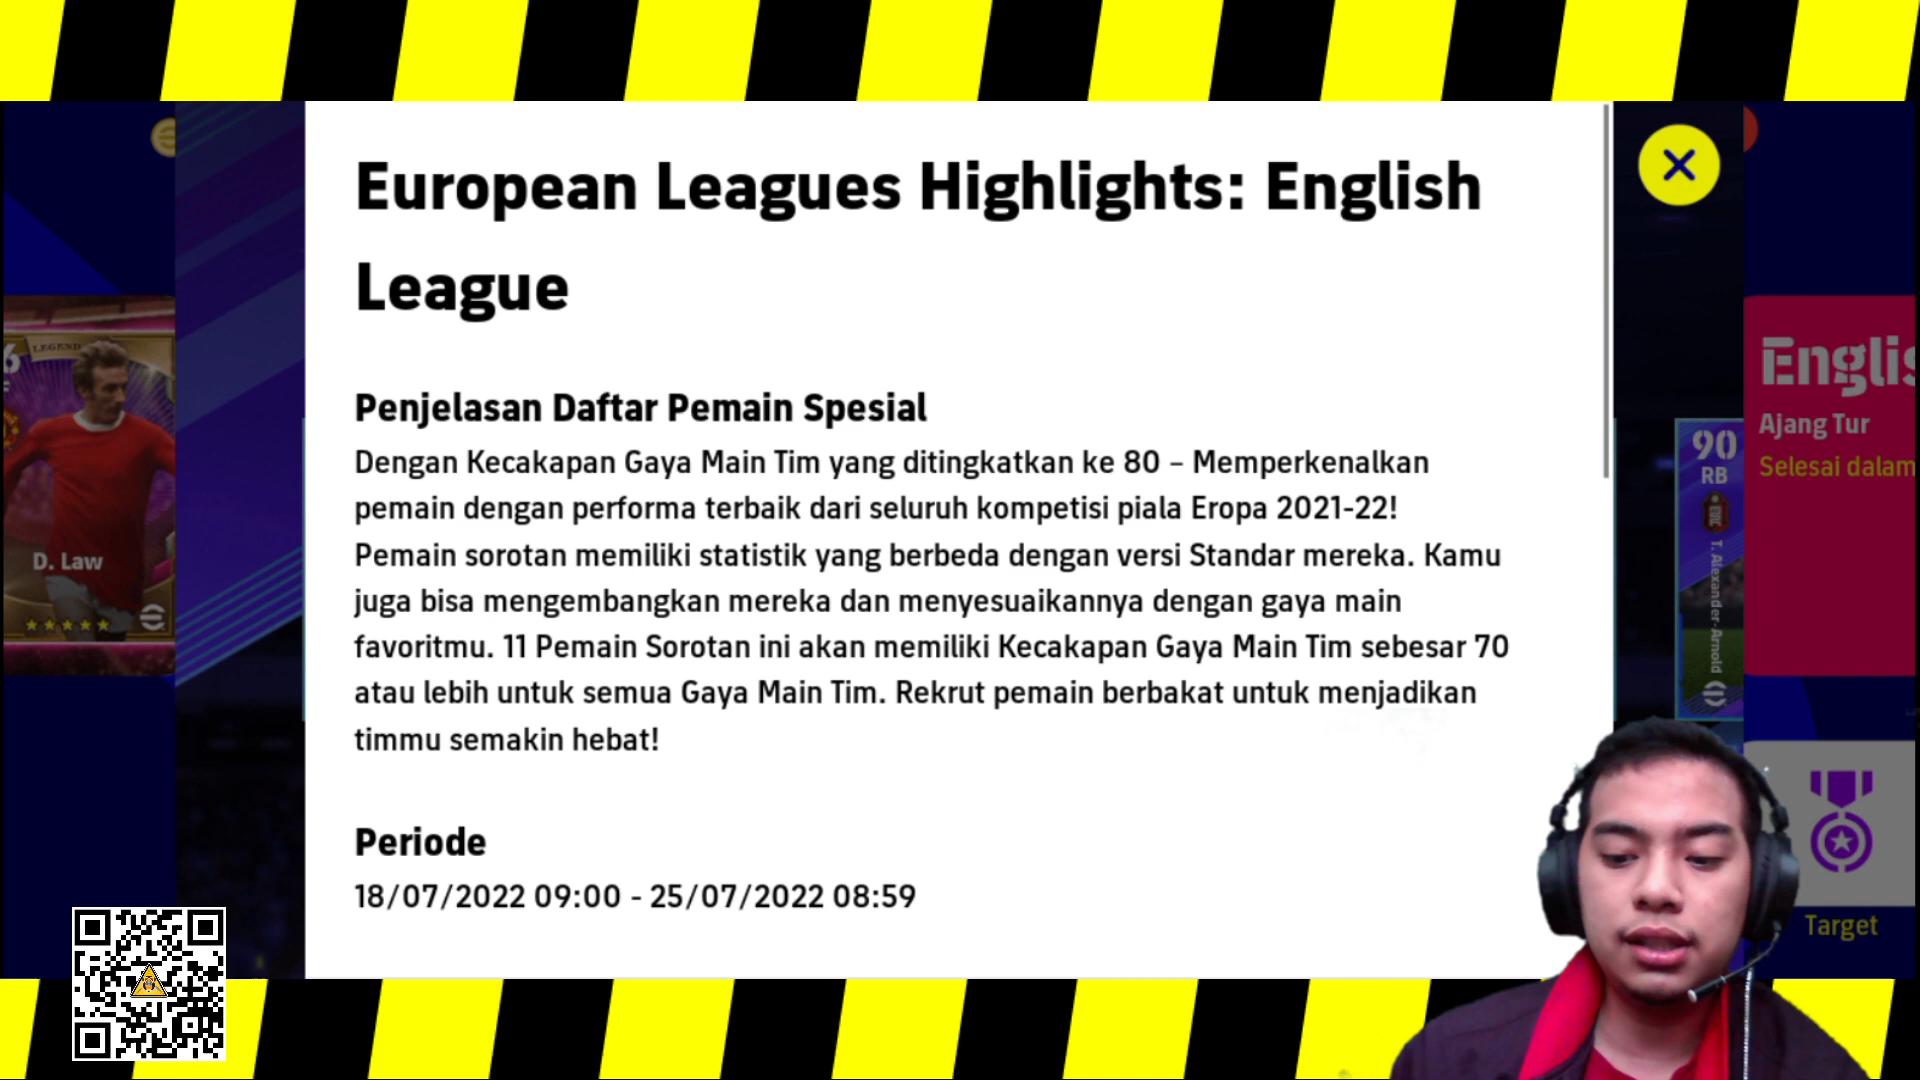 European Leagues Highlights: English
League
Penjelasan Daftar Pemain Spesial
Dengan Kecakapan Gaya Main Tim yang ditingkatkan ke 80 – Memperkenalkan
pemain dengan performa terbaik dari seluruh kompetisi piala Eropa 2021-22!
Pemain sorotan memiliki statistik yang berbeda dengan versi Standar mereka. Kamu
juga bisa mengembangkan mereka dan menyesuaikannya dengan gaya main
favoritmu. 11 Pemain Sorotan ini akan memiliki Kecakapan Gaya Main Tim sebesar 70
atau lebih untuk semua Gaya Main Tim. Rekrut pemain berbakat untuk menjadikan
timmu semakin hebat!
Periode
18/07/2022 09:00 - 25/07/2022 08:59
LEGEND
D. Law
90
RB
T. Alexander-Arnold
Englis
Ajang Tur
Selesai dalam
Target